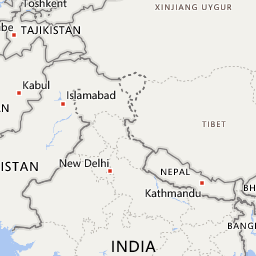 Toshkent
be
XINJIANG UYGUR
TAJIKISTAN
Kabul
Islamabad
TIBET
ISTAN
New Delhi
NEPAL
Kathmandu
BH
BANG
INDIA